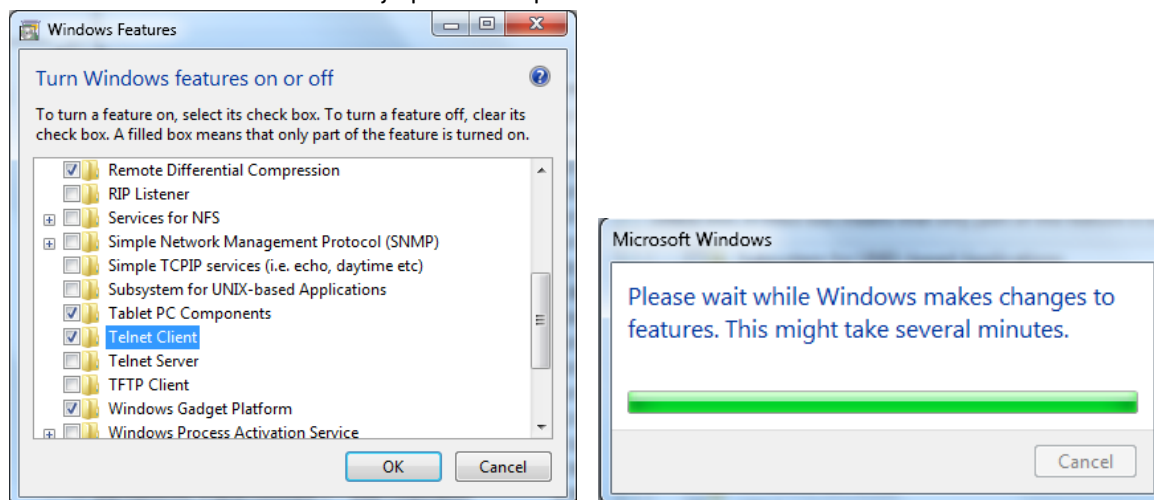 Windows Features
Turn Windows features on or off
To turn a feature on, select its check box. To turn a feature off, clear its
check box. A filled box means that only part of the feature is turned on.
Remote Differential Compression
RIP Listener
Services for NFS
Simple Network Management Protocol (SNMP)
Simple TCPIP services (i.e. echo, daytime etc)
Subsystem for UNIX-based Applications
Tablet PC Components
Telnet Client
Telnet Server
TFTP Client
Windows Gadget Platform
Windows Process Activation Service
OK Cancel
Microsoft Windows
Please wait while Windows makes changes to
features. This might take several minutes.
Cancel